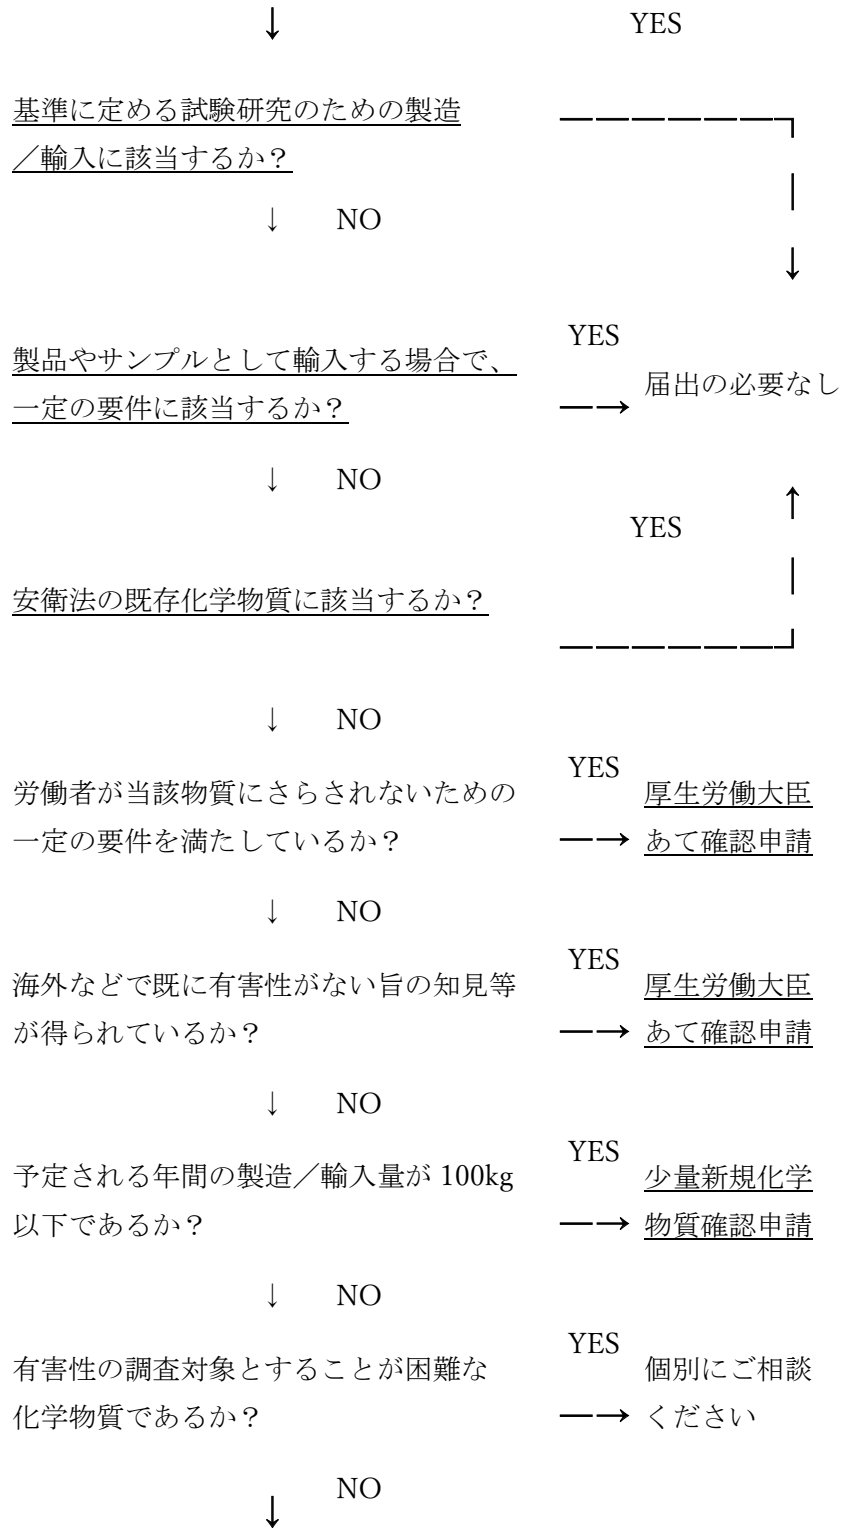 ↓ YES
基準に定める試験研究のための製造
／輸入に該当するか？
↓ NO
↓
YES
製品やサンプルとして輸入する場合で、
一定の要件に該当するか？
――→ 届出の必要なし
↓ NO
↑
YES
安衛法の既存化学物質に該当するか？
↓ NO
YES
労働者が当該物質にさらされないための 厚生労働大臣
一定の要件を満たしているか？ ――→ あて確認申請
↓ NO
YES
海外などで既に有害性がない旨の知見等 厚生労働大臣
が得られているか？ ――→ あて確認申請
↓ NO
YES
予定される年間の製造／輸入量が 100kg 少量新規化学
以下であるか？ ――→ 物質確認申請
↓ NO
YES
有害性の調査対象とすることが困難な 個別にご相談
化学物質であるか？ ――→ ください
↓ NO